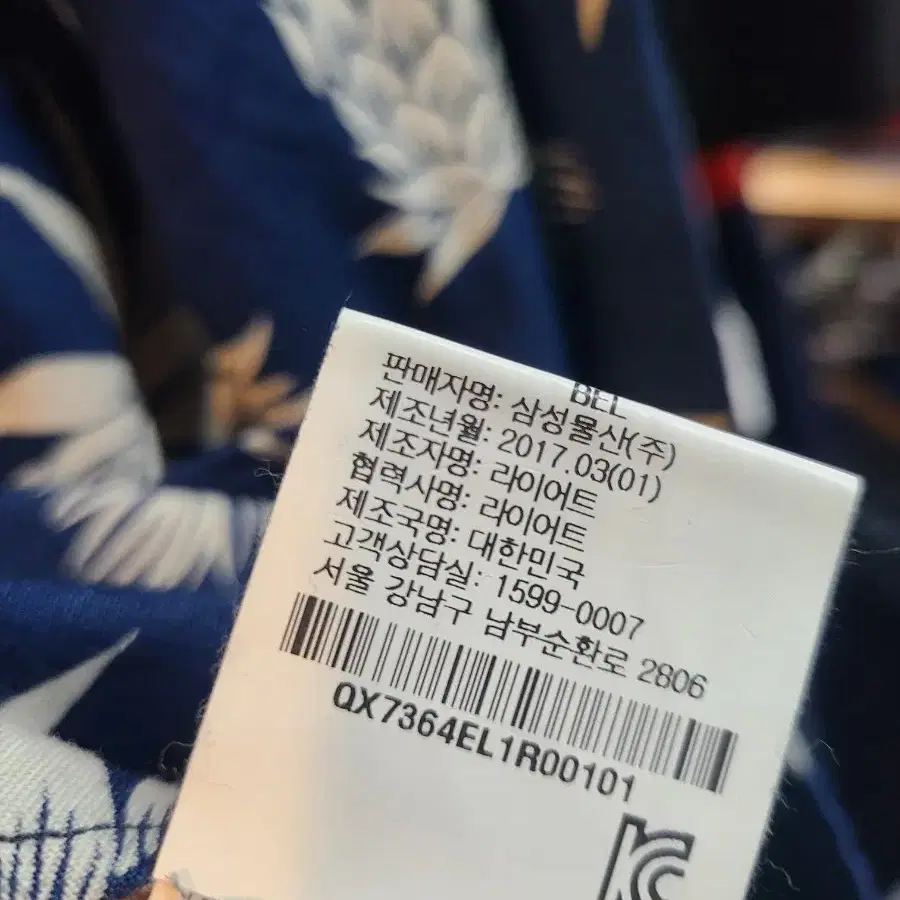 BEL
판매자명: 삼성물산(주)
제조년월: 2017.03(01)
제조자명: 라이어트
협력사명: 라이어트
제조국명: 대한민국
고객상담실: 1599-0007
서울 강남구 남부순환로 2806
QX7364EL1R00101
KC